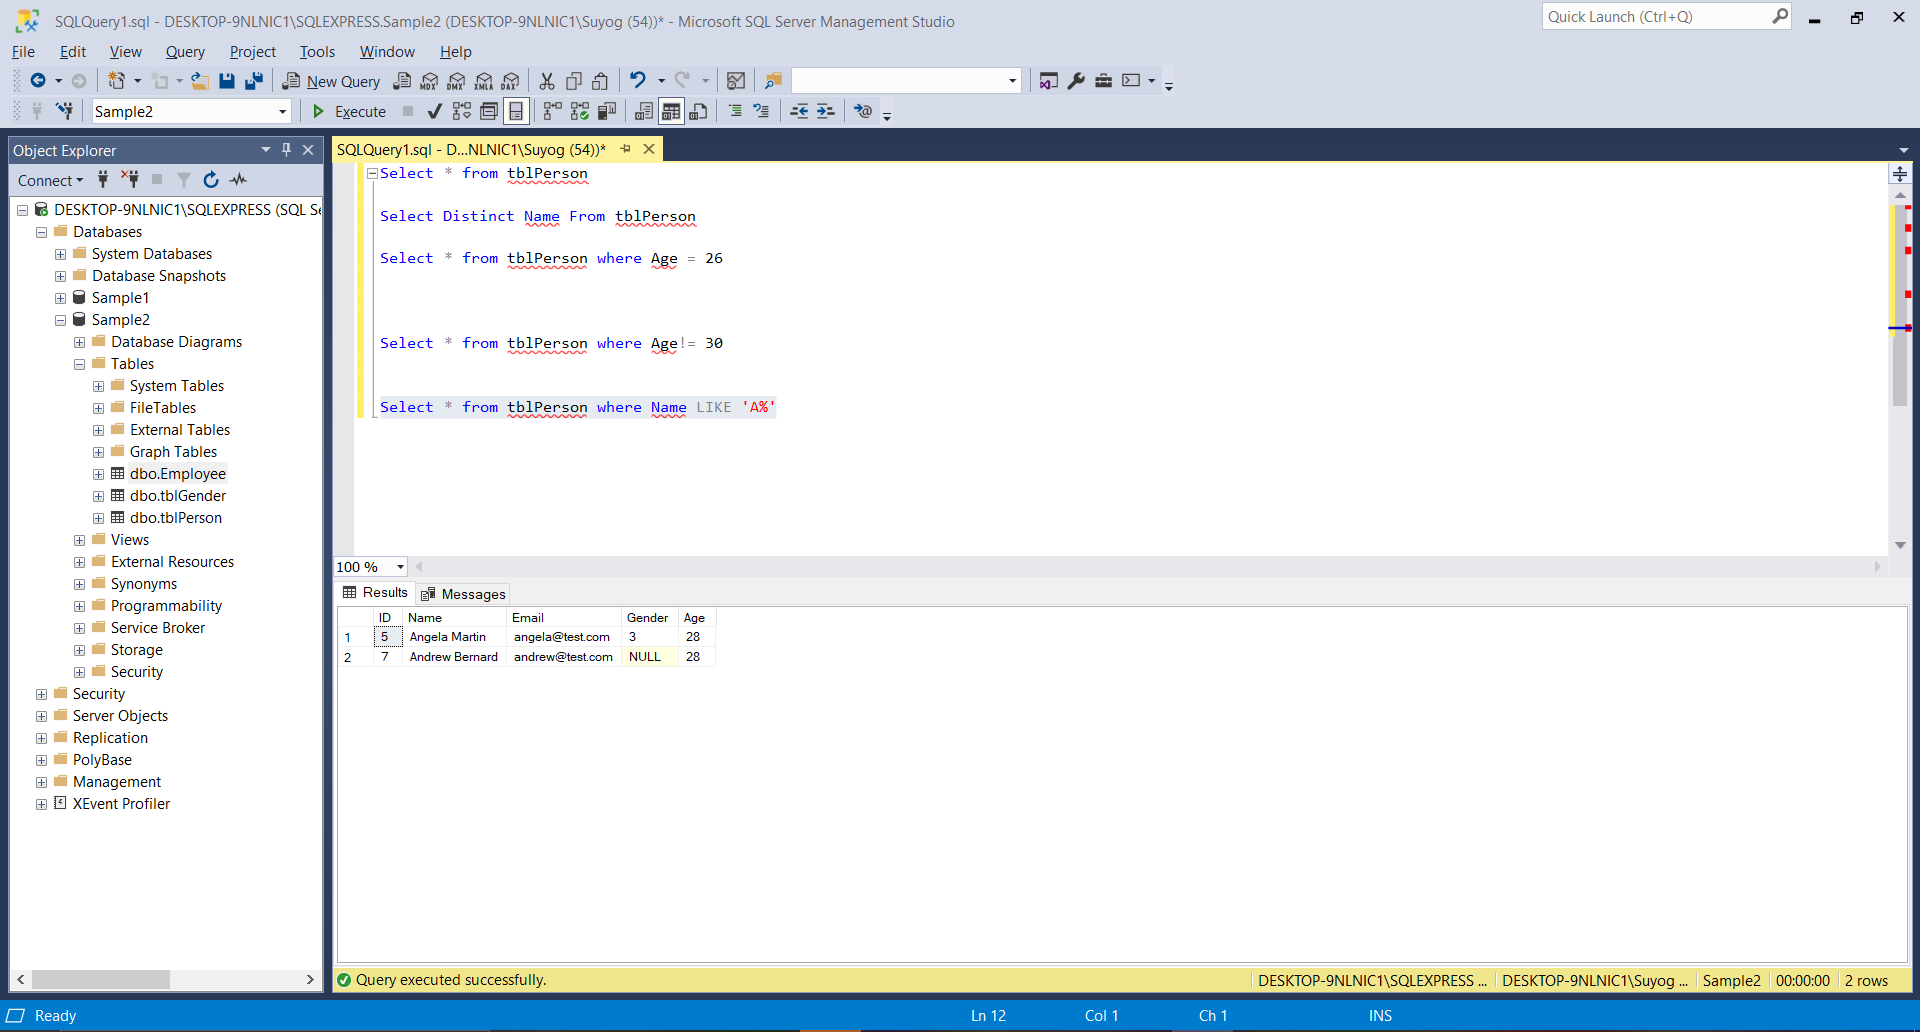 SQLQuery1.sql - DESKTOP-9NLNIC1\SQLEXPRESS.Sample2 (DESKTOP-9NLNIC1\Suyog (54))* - Microsoft SQL Server Management Studio
Quick Launch (Ctrl+Q)
File Edit View Query Project Tools Window Help
New Query MDX DMX XMLA DAX
Sample2 Execute
Object Explorer
Connect
DESKTOP-9NLNIC1\SQLEXPRESS (SQL Se
Databases
System Databases
Database Snapshots
Sample1
Sample2
Database Diagrams
Tables
System Tables
FileTables
External Tables
Graph Tables
dbo.Employee
dbo.tblGender
dbo.tblPerson
Views
External Resources
Synonyms
Programmability
Service Broker
Storage
Security
Security
Server Objects
Replication
PolyBase
Management
XEvent Profiler
SQLQuery1.sql - D...NLNIC1\Suyog (54))*
Select * from tblPerson
Select Distinct Name From tblPerson
Select * from tblPerson where Age = 26
Select * from tblPerson where Age!= 30
Select * from tblPerson where Name LIKE 'A%'
100 %
Results Messages
ID Name Email Gender Age
1 5 Angela Martin angela@test.com 3 28
2 7 Andrew Bernard andrew@test.com NULL 28
Query executed successfully. DESKTOP-9NLNIC1\SQLEXPRESS ... DESKTOP-9NLNIC1\Suyog ... Sample2 00:00:00 2 rows
Ready Ln 12 Col 1 Ch 1 INS